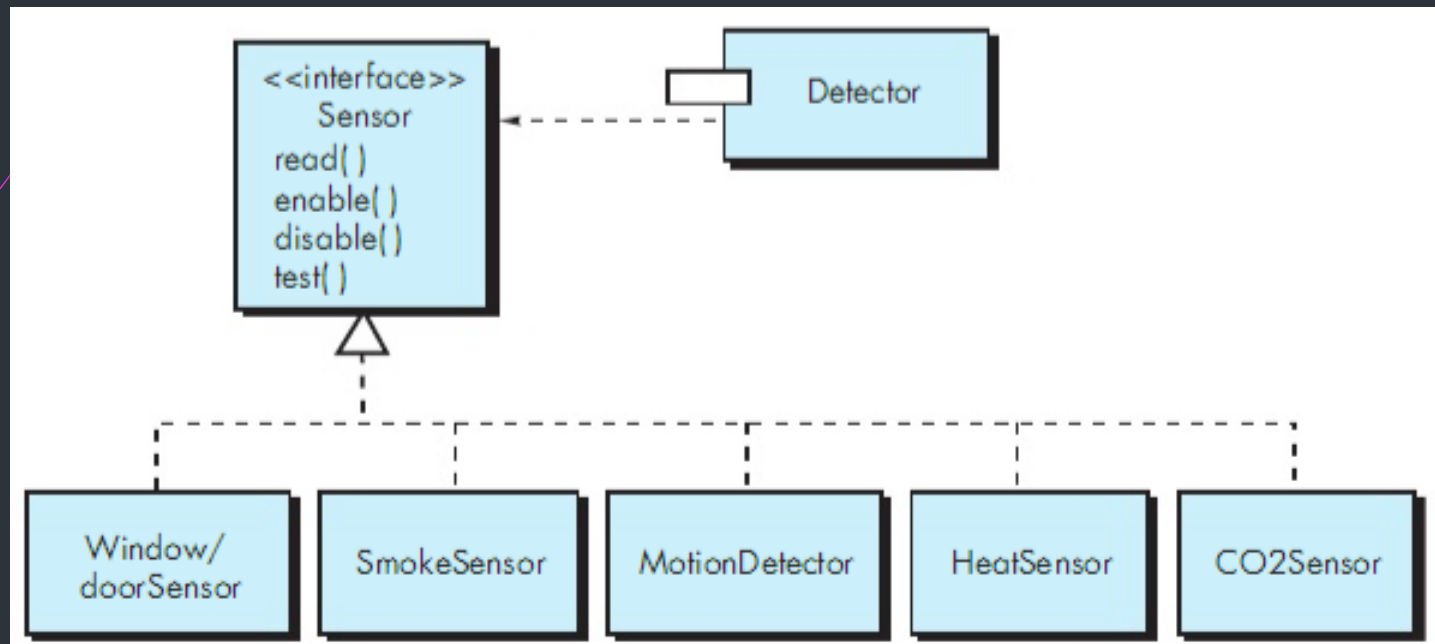 <<interface>>
Sensor
read( )
enable( )
disable( )
test( )
Detector
Window/
doorSensor
SmokeSensor
MotionDetector
HeatSensor
CO2Sensor